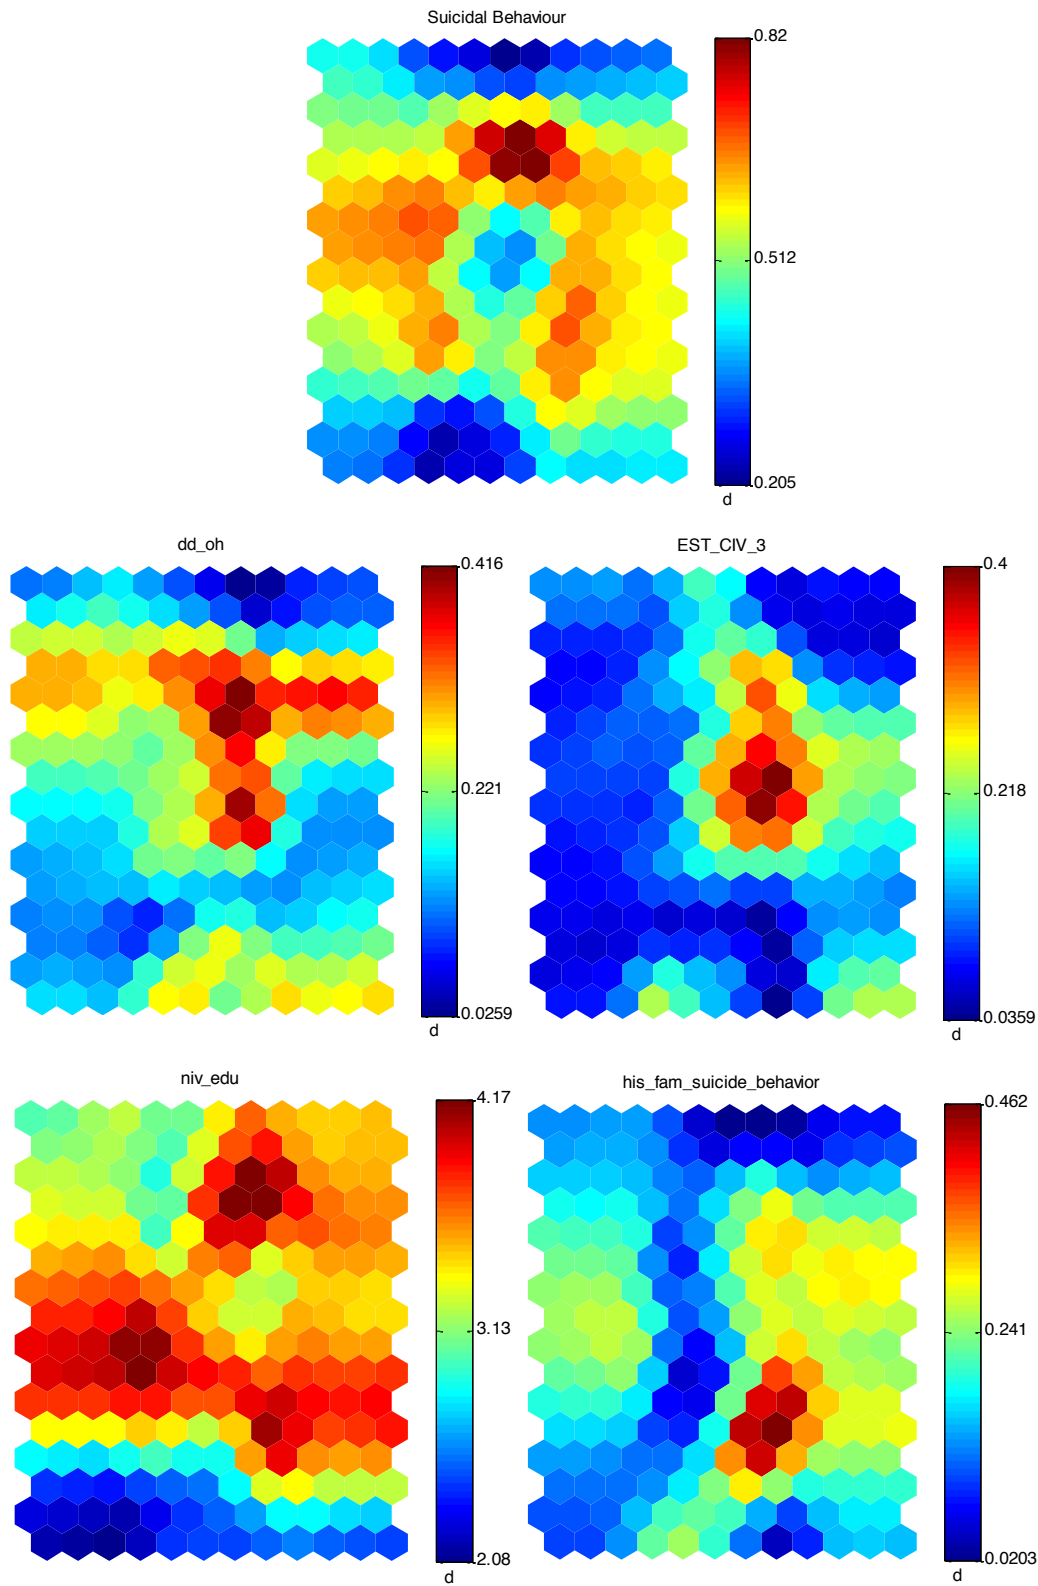 Suicidal Behaviour
0.82
0.512
0.205
d
dd_oh
0.416
0.221
0.0259
d
EST_CIV_3
0.4
0.218
0.0359
d
niv_edu
4.17
3.13
2.08
d
his_fam_suicide_behavior
0.462
0.241
0.0203
d